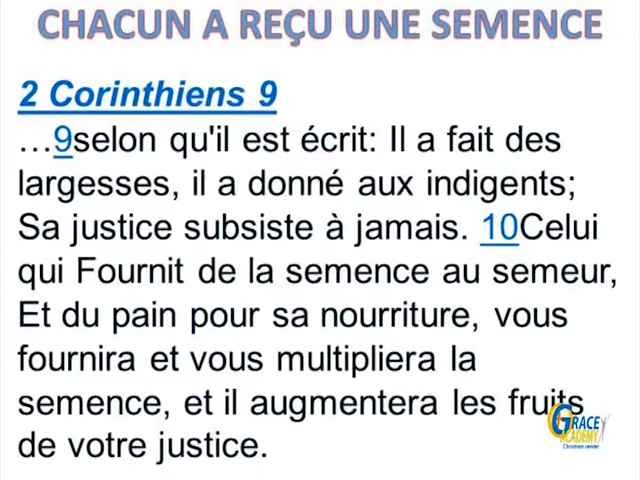 CHACUN A REÇU UNE SEMENCE
2 Corinthiens 9
…9selon qu'il est écrit: Il a fait des
largesses, il a donné aux indigents;
Sa justice subsiste à jamais. 10Celui
qui Fournit de la semence au semeur,
Et du pain pour sa nourriture, vous
fournira et vous multipliera la
semence, et il augmentera les fruits
de votre justice.
GRACE
ACADEMY
Christian center